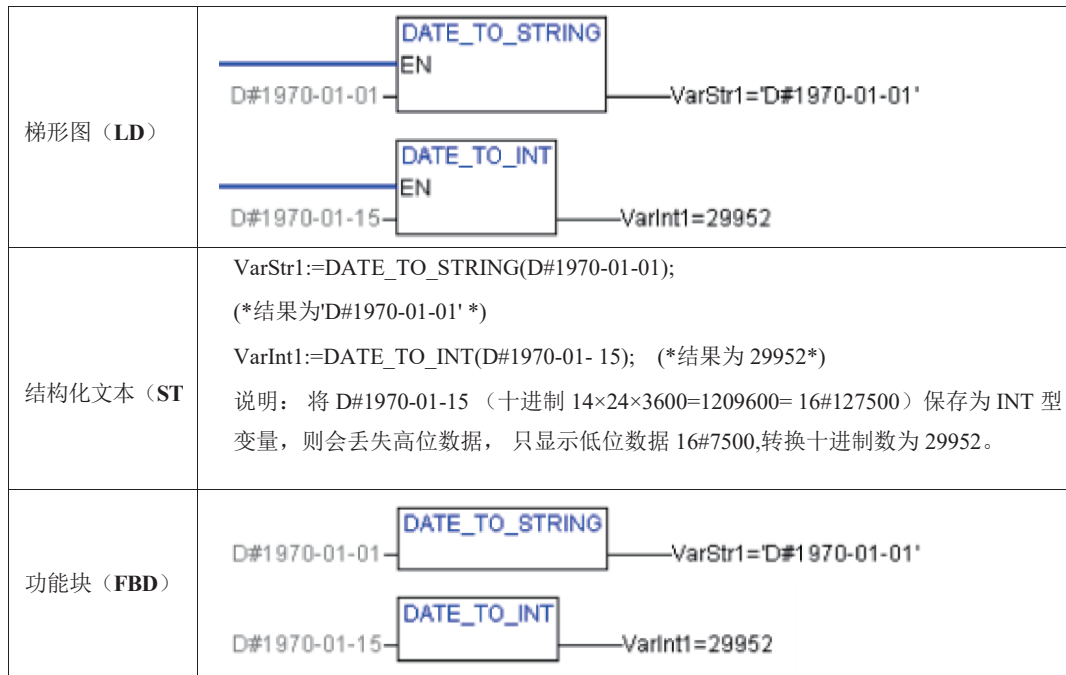 DATE_TO_STRING
EN
D#1970-01-01
VarStr1='D#1970-01-01'
梯形图（LD）
DATE_TO_INT
EN
D#1970-01-15
VarInt1=29952
VarStr1:=DATE_TO_STRING(D#1970-01-01);
(*结果为'D#1970-01-01' *)
VarInt1:=DATE_TO_INT(D#1970-01- 15); (*结果为 29952*)
结构化文本（ST
说明： 将 D#1970-01-15 （十进制 14×24×3600=1209600= 16#127500）保存为 INT 型
变量，则会丢失高位数据， 只显示低位数据 16#7500,转换十进制数为 29952。
DATE_TO_STRING
D#1970-01-01
VarStr1='D#1970-01-01'
功能块（FBD）
DATE_TO_INT
D#1970-01-15
VarInt1=29952